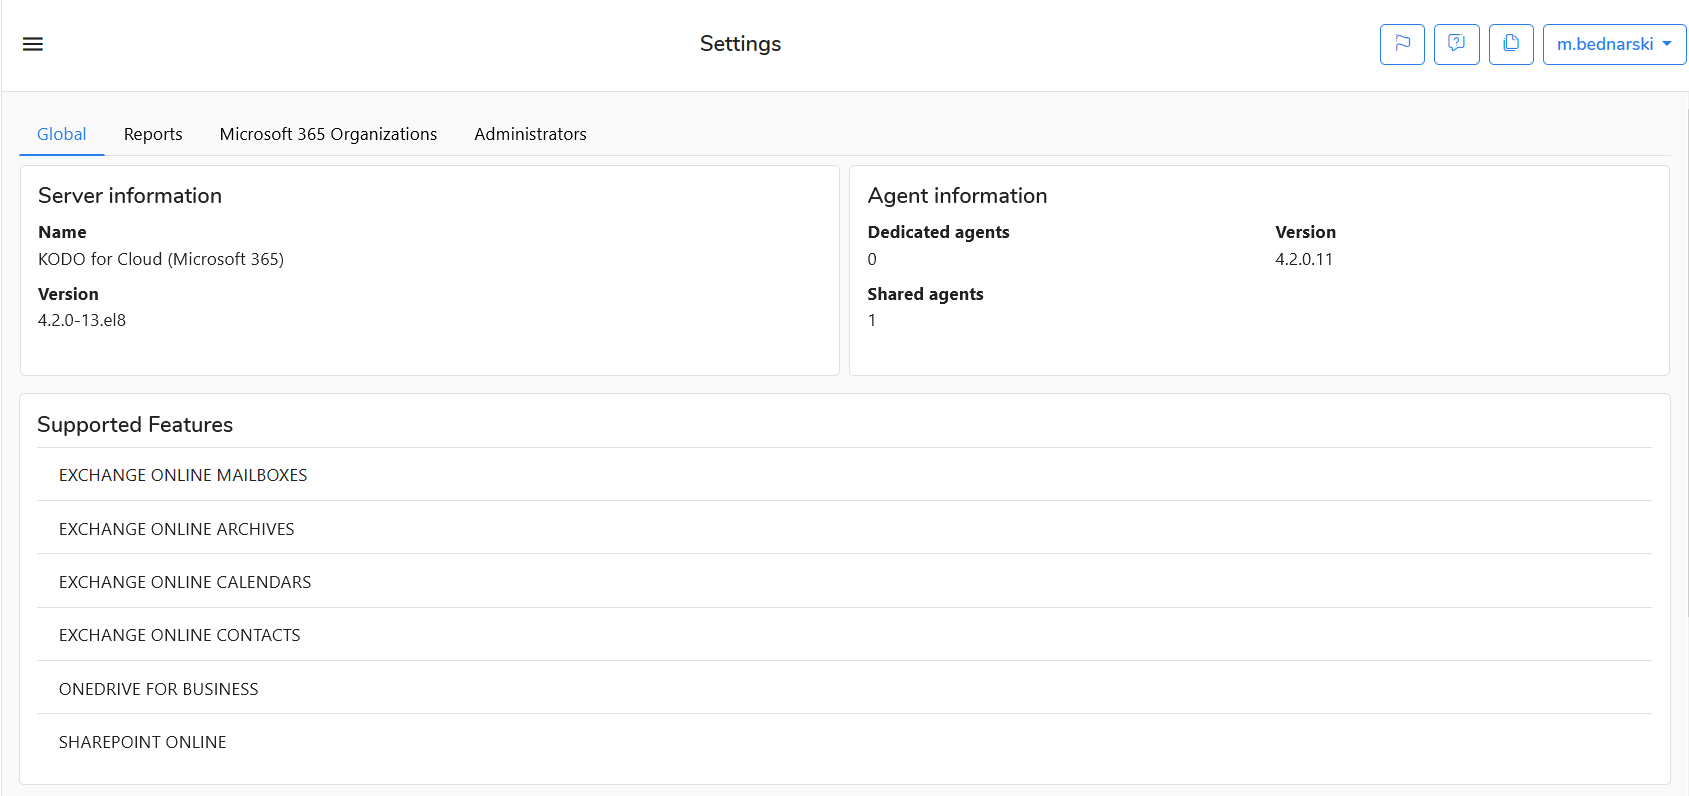 Settings
m.bednarski
Global
Reports
Microsoft 365 Organizations
Administrators
Server information
Name
KODO for Cloud (Microsoft 365)
Version
4.2.0-13.el8
Agent information
Dedicated agents
0
Version
4.2.0.11
Shared agents
1
Supported Features
EXCHANGE ONLINE MAILBOXES
EXCHANGE ONLINE ARCHIVES
EXCHANGE ONLINE CALENDARS
EXCHANGE ONLINE CONTACTS
ONEDRIVE FOR BUSINESS
SHAREPOINT ONLINE